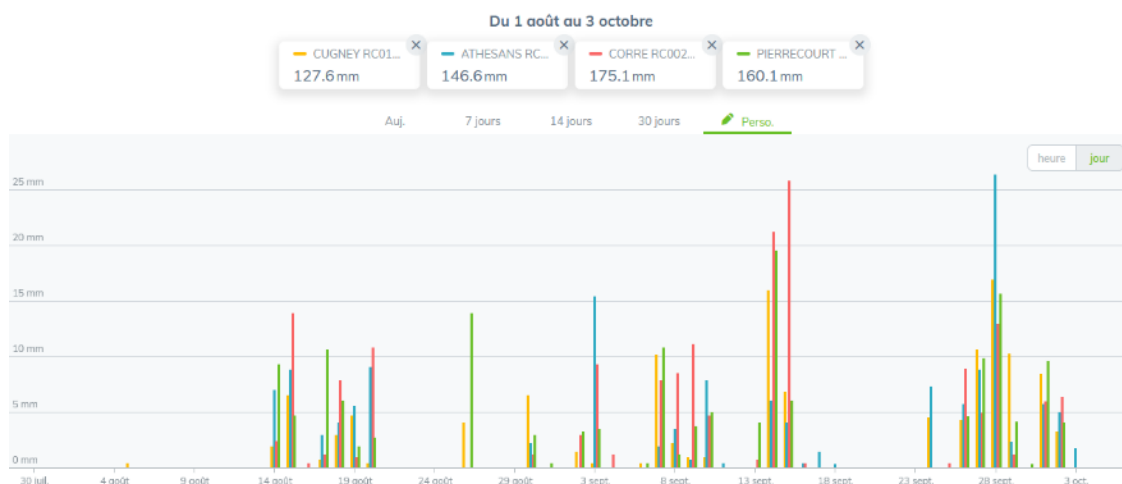 Du 1 août au 3 octobre
CUGNEY RC01... ATHESANS RC... CORRE RC002... PIERRECOURT ...
127.6 mm 146.6 mm 175.1 mm 160.1 mm
Auj. 7 jours 14 jours 30 jours Perso.
heure jour
25 mm
20 mm
15 mm
10 mm
5 mm
0 mm
30 juil. 4 août 9 août 14 août 19 août 24 août 29 août 3 sept. 8 sept. 13 sept. 18 sept. 23 sept. 28 sept. 3 oct.